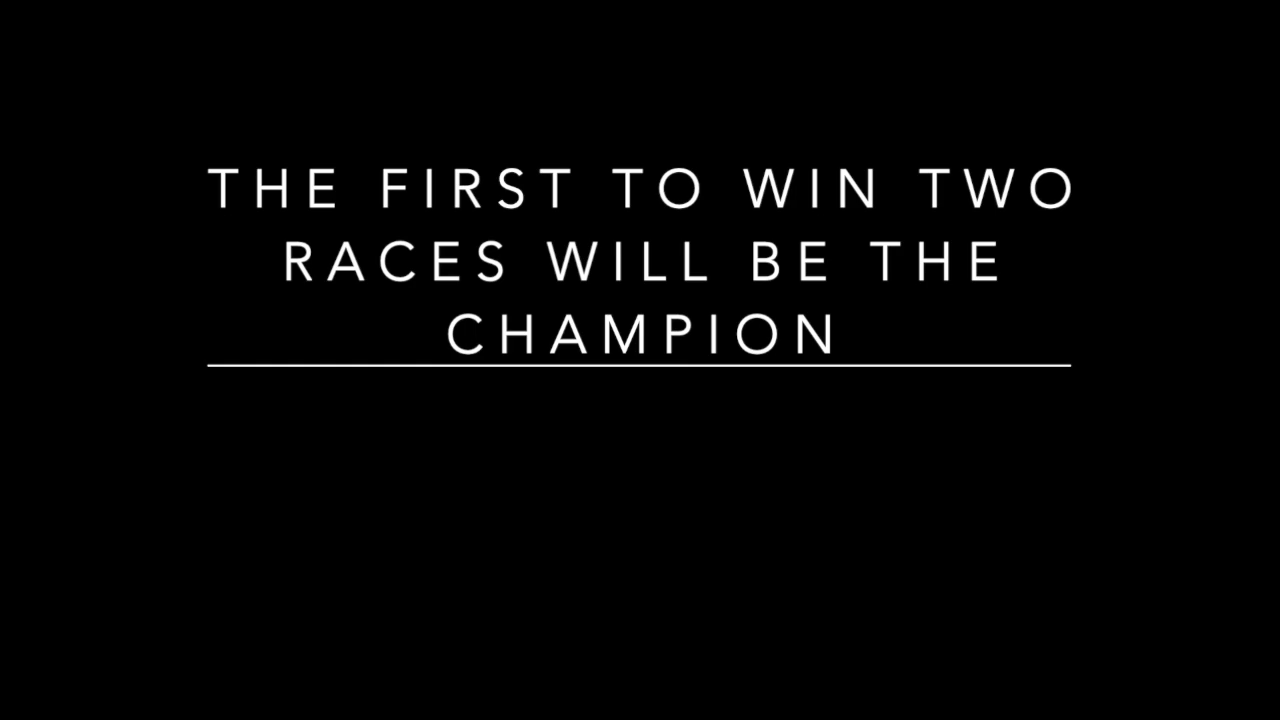 THE FIRST TO WIN TWO
RACES WILL BE THE
CHAMPION